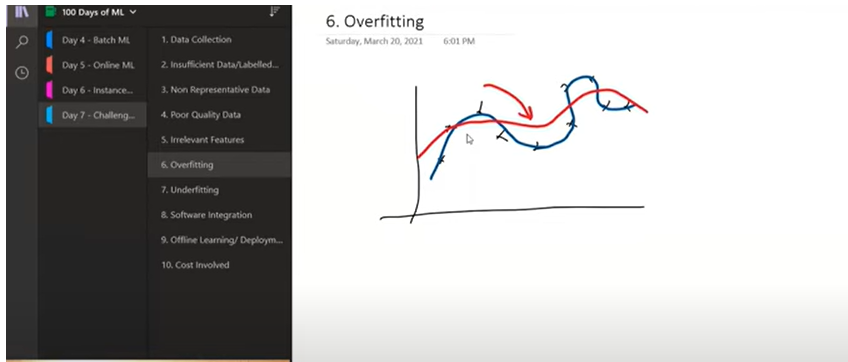 100 Days of ML
Day 4 - Batch ML
Day 5 - Online ML
Day 6 - Instance...
Day 7 - Challeng...
1. Data Collection
2. Insufficient Data/Labelled...
3. Non Representative Data
4. Poor Quality Data
5. Irrelevant Features
6. Overfitting
7. Underfitting
8. Software Integration
9. Offline Learning/ Deploym...
10. Cost Involved
6. Overfitting
Saturday, March 20, 2021 6:01 PM